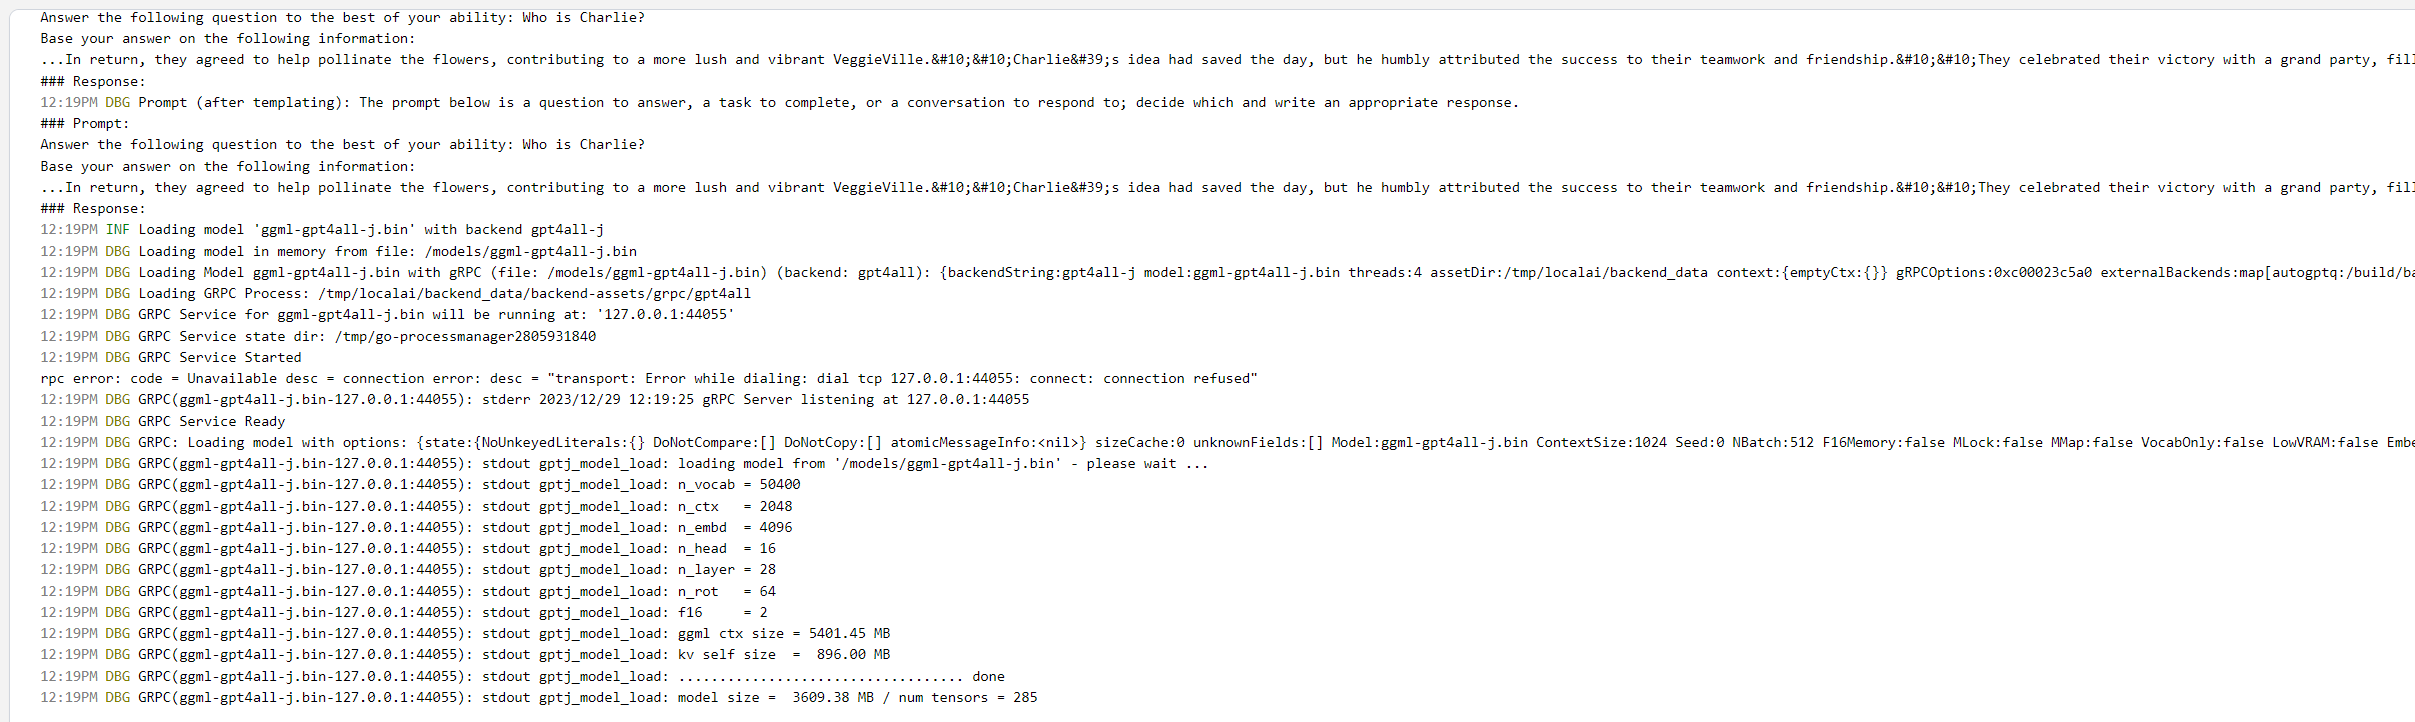 Answer the following question to the best of your ability: Who is Charlie?
Base your answer on the following information:
...In return, they agreed to help pollinate the flowers, contributing to a more lush and vibrant VeggieVille.&#10;&#10;Charlie&#39;s idea had saved the day, but he humbly attributed the success to their teamwork and friendship.&#10;&#10;They celebrated their victory with a grand party, fill
### Response:
12:19PM DBG Prompt (after templating): The prompt below is a question to answer, a task to complete, or a conversation to respond to; decide which and write an appropriate response.
### Prompt:
Answer the following question to the best of your ability: Who is Charlie?
Base your answer on the following information:
...In return, they agreed to help pollinate the flowers, contributing to a more lush and vibrant VeggieVille.&#10;&#10;Charlie&#39;s idea had saved the day, but he humbly attributed the success to their teamwork and friendship.&#10;&#10;They celebrated their victory with a grand party, fill
### Response:
12:19PM INF Loading model 'ggml-gpt4all-j.bin' with backend gpt4all-j
12:19PM DBG Loading model in memory from file: /models/ggml-gpt4all-j.bin
12:19PM DBG Loading Model ggml-gpt4all-j.bin with gRPC (file: /models/ggml-gpt4all-j.bin) (backend: gpt4all): {backendString:gpt4all-j model:ggml-gpt4all-j.bin threads:4 assetDir:/tmp/localai/backend_data context:{emptyCtx:{}} gRPCOptions:0xc00023c5a0 externalBackends:map[autogptq:/build/ba
12:19PM DBG Loading GRPC Process: /tmp/localai/backend_data/backend-assets/grpc/gpt4all
12:19PM DBG GRPC Service for ggml-gpt4all-j.bin will be running at: '127.0.0.1:44055'
12:19PM DBG GRPC Service state dir: /tmp/go-processmanager2805931840
12:19PM DBG GRPC Service Started
rpc error: code = Unavailable desc = connection error: desc = "transport: Error while dialing: dial tcp 127.0.0.1:44055: connect: connection refused"
12:19PM DBG GRPC(ggml-gpt4all-j.bin-127.0.0.1:44055): stderr 2023/12/29 12:19:25 gRPC Server listening at 127.0.0.1:44055
12:19PM DBG GRPC Service Ready
12:19PM DBG GRPC: Loading model with options: {state:{NoUnkeyedLiterals:{} DoNotCompare:[] DoNotCopy:[] atomicMessageInfo:<nil>} sizeCache:0 unknownFields:[] Model:ggml-gpt4all-j.bin ContextSize:1024 Seed:0 NBatch:512 F16Memory:false MLock:false MMap:false VocabOnly:false LowVRAM:false Embe
12:19PM DBG GRPC(ggml-gpt4all-j.bin-127.0.0.1:44055): stdout gptj_model_load: loading model from '/models/ggml-gpt4all-j.bin' - please wait ...
12:19PM DBG GRPC(ggml-gpt4all-j.bin-127.0.0.1:44055): stdout gptj_model_load: n_vocab = 50400
12:19PM DBG GRPC(ggml-gpt4all-j.bin-127.0.0.1:44055): stdout gptj_model_load: n_ctx   = 2048
12:19PM DBG GRPC(ggml-gpt4all-j.bin-127.0.0.1:44055): stdout gptj_model_load: n_embd  = 4096
12:19PM DBG GRPC(ggml-gpt4all-j.bin-127.0.0.1:44055): stdout gptj_model_load: n_head  = 16
12:19PM DBG GRPC(ggml-gpt4all-j.bin-127.0.0.1:44055): stdout gptj_model_load: n_layer = 28
12:19PM DBG GRPC(ggml-gpt4all-j.bin-127.0.0.1:44055): stdout gptj_model_load: n_rot   = 64
12:19PM DBG GRPC(ggml-gpt4all-j.bin-127.0.0.1:44055): stdout gptj_model_load: f16     = 2
12:19PM DBG GRPC(ggml-gpt4all-j.bin-127.0.0.1:44055): stdout gptj_model_load: ggml ctx size = 5401.45 MB
12:19PM DBG GRPC(ggml-gpt4all-j.bin-127.0.0.1:44055): stdout gptj_model_load: kv self size  =  896.00 MB
12:19PM DBG GRPC(ggml-gpt4all-j.bin-127.0.0.1:44055): stdout gptj_model_load: ................................... done
12:19PM DBG GRPC(ggml-gpt4all-j.bin-127.0.0.1:44055): stdout gptj_model_load: model size =  3609.38 MB / num tensors = 285